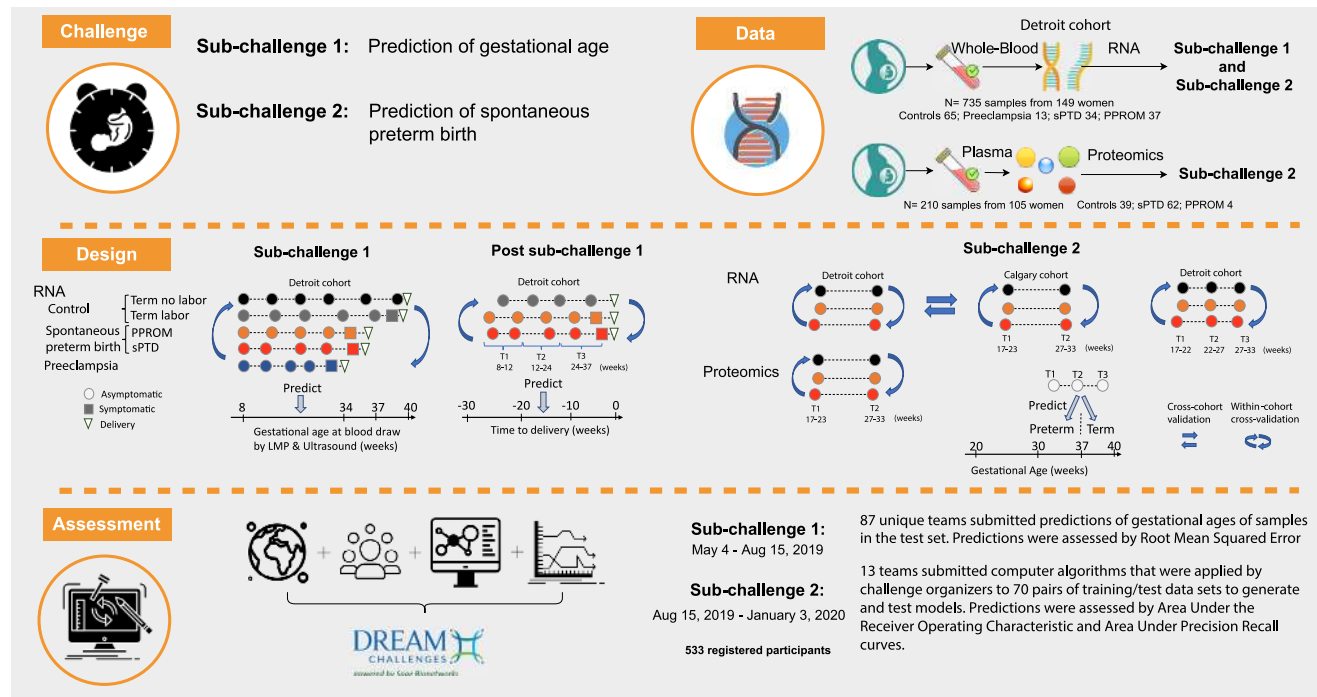 Challenge
Sub-challenge 1: Prediction of gestational age
Sub-challenge 2: Prediction of spontaneous
preterm birth
Data
Detroit cohort
Whole-Blood
RNA
Sub-challenge 1
and
Sub-challenge 2
N= 735 samples from 149 women
Controls 65; Preeclampsia 13; sPTD 34; PPROM 37
Plasma
Proteomics
Sub-challenge 2
N= 210 samples from 105 women Controls 39; sPTD 62; PPROM 4
Design
Sub-challenge 1
Detroit cohort
RNA
Control
Term no labor
Term labor
Spontaneous
preterm birth
PPROM
sPTD
Preeclampsia
Asymptomatic
Symptomatic
Delivery
Predict
8 34 37 40
Gestational age at blood draw
by LMP & Ultrasound (weeks)
Post sub-challenge 1
Detroit cohort
T1 T2 T3
8-12 12-24 24-37 (weeks)
Predict
-30 -20 -10 0
Time to delivery (weeks)
Sub-challenge 2
RNA
Detroit cohort
Calgary cohort
T1 T2
17-23 27-33 (weeks)
Detroit cohort
T1 T2 T3
17-22 22-27 27-33 (weeks)
Proteomics
T1 T2
17-23 27-33 (weeks)
T1 T2 T3
Predict
Preterm Term
20 30 37 40
Gestational Age (weeks)
Cross-cohort
validation
Within-cohort
cross-validation
Assessment
DREAM
CHALLENGES
powered by Sage Bionetworks
Sub-challenge 1:
May 4 - Aug 15, 2019
Sub-challenge 2:
Aug 15, 2019 - January 3, 2020
533 registered participants
87 unique teams submitted predictions of gestational ages of samples
in the test set. Predictions were assessed by Root Mean Squared Error
13 teams submitted computer algorithms that were applied by
challenge organizers to 70 pairs of training/test data sets to generate
and test models. Predictions were assessed by Area Under the
Receiver Operating Characteristic and Area Under Precision Recall
curves.